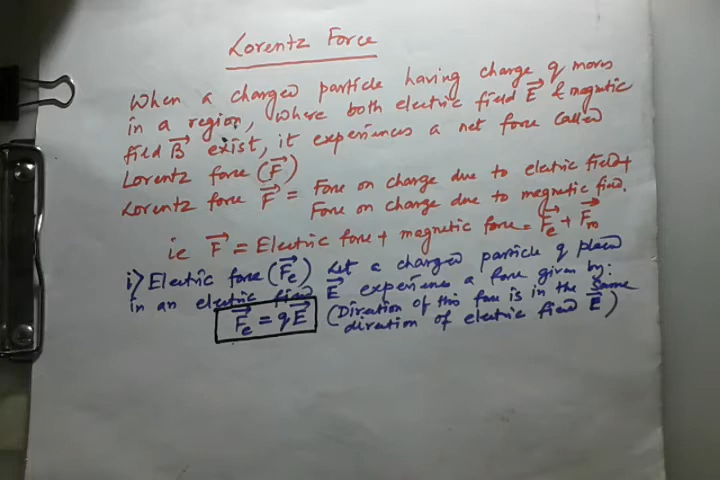 Lorentz Force
When a charged particle having charge q moves
in a region, where both electric field E⃗ & magnetic
field B⃗ exist, it experiences a net force called
Lorentz force (F⃗)
Lorentz force F⃗ = Force on charge due to electric field +
Force on charge due to magnetic field.
ie F⃗ = Electric force + magnetic force = F⃗e + F⃗m
i) Electric force (F⃗e) Let a charged particle q placed
in an electric field E⃗ experiences a force given by:
F⃗e = qE⃗ (Direction of this force is in the same
direction of electric field E⃗)